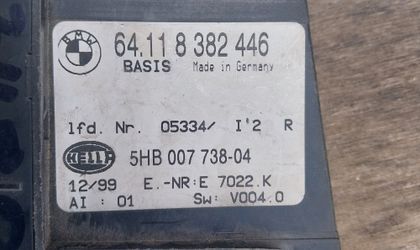 BMW
64.11 8 382 446
BASIS Made in Germany
lfd. Nr. 05334/ I'2 R
HELLA 5HB 007 738-04
12/99 E.-NR:E 7022.K
AI : 01 Sw: V004.0